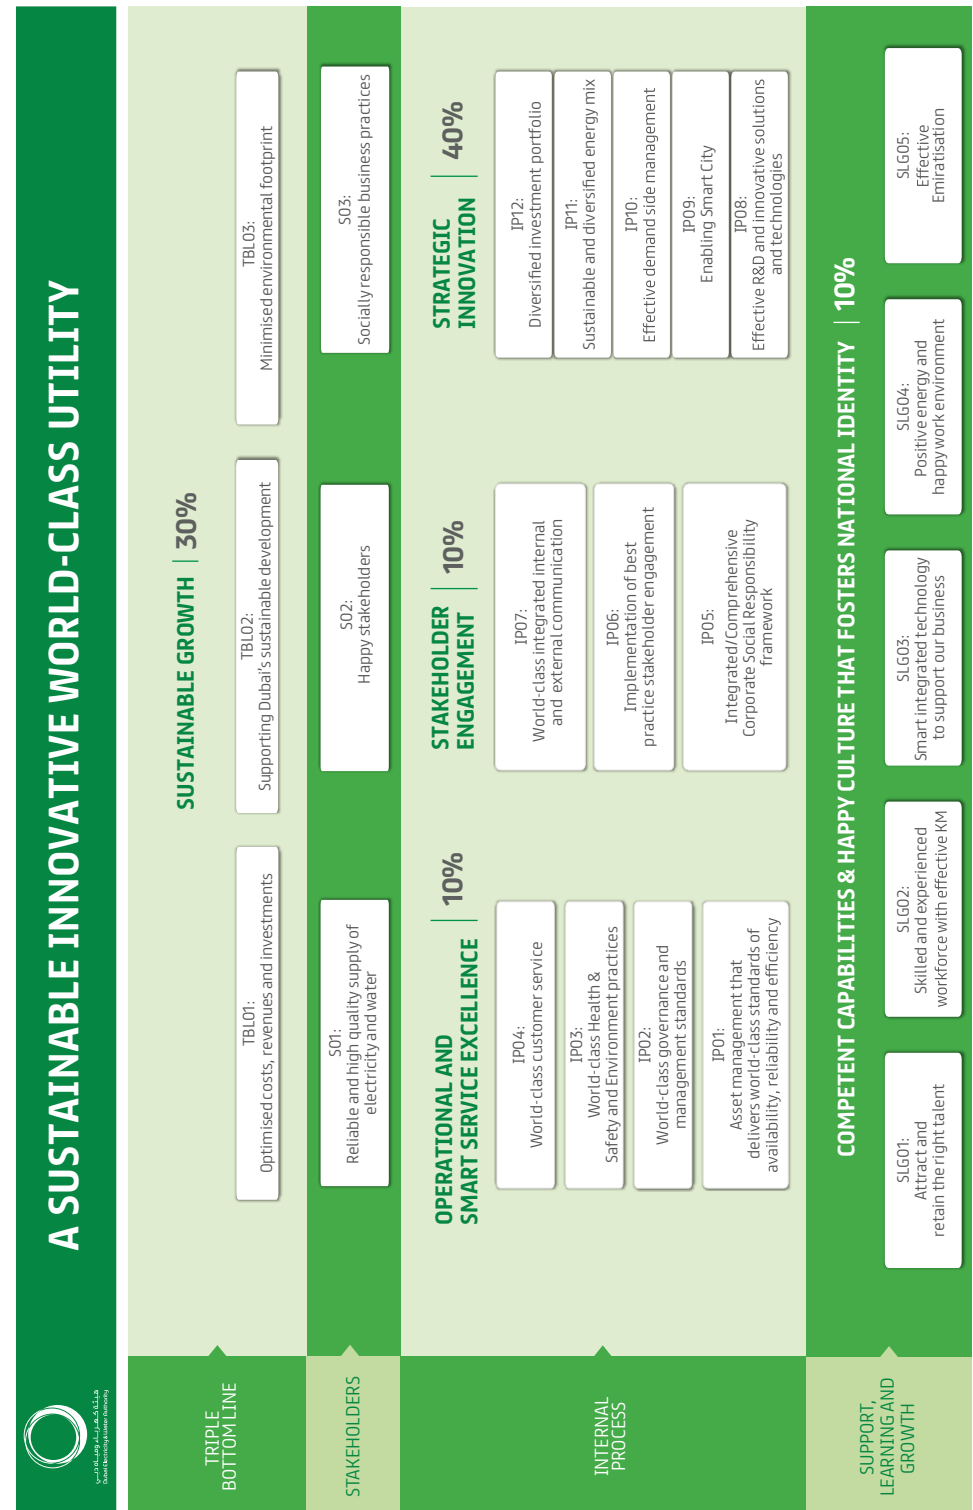 هيئة كهرباء ومياه دبي
Dubai Electricity & Water Authority
A SUSTAINABLE INNOVATIVE WORLD-CLASS UTILITY
TRIPLE
BOTTOM LINE
SUSTAINABLE GROWTH | 30%
TBL01:
Optimised costs, revenues and investments
TBL02:
Supporting Dubai's sustainable development
TBL03:
Minimised environmental footprint
STAKEHOLDERS
S01:
Reliable and high quality supply of
electricity and water
S02:
Happy stakeholders
S03:
Socially responsible business practices
INTERNAL
PROCESS
OPERATIONAL AND
SMART SERVICE EXCELLENCE | 10%
IP04:
World-class customer service
IP03:
World-class Health &
Safety and Environment practices
IP02:
World-class governance and
management standards
IP01:
Asset management that
delivers world-class standards of
availability, reliability and efficiency
STAKEHOLDER
ENGAGEMENT | 10%
IP07:
World-class integrated internal
and external communication
IP06:
Implementation of best
practice stakeholder engagement
IP05:
Integrated/Comprehensive
Corporate Social Responsibility
framework
STRATEGIC
INNOVATION | 40%
IP12:
Diversified investment portfolio
IP11:
Sustainable and diversified energy mix
IP10:
Effective demand side management
IP09:
Enabling Smart City
IP08:
Effective R&D and innovative solutions
and technologies
SUPPORT,
LEARNING AND
GROWTH
COMPETENT CAPABILITIES & HAPPY CULTURE THAT FOSTERS NATIONAL IDENTITY | 10%
SLG01:
Attract and
retain the right talent
SLG02:
Skilled and experienced
workforce with effective KM
SLG03:
Smart integrated technology
to support our business
SLG04:
Positive energy and
happy work environment
SLG05:
Effective
Emiratisation